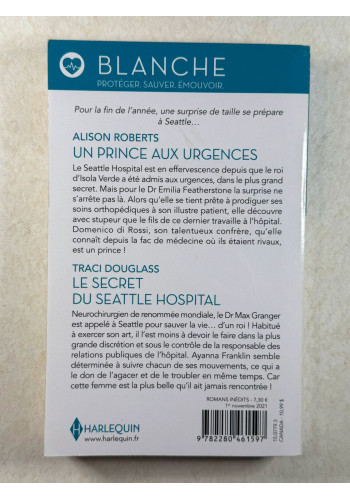 BLANCHE
PROTÉGER. SAUVER. ÉMOUVOIR.
Pour la fin de l'année, une surprise de taille se prépare
à Seattle…
ALISON ROBERTS
UN PRINCE AUX URGENCES
Le Seattle Hospital est en effervescence depuis que le roi
d'Isola Verde a été admis aux urgences, dans le plus grand
secret. Mais pour le Dr Emilia Featherstone la surprise ne
s'arrête pas là. Alors qu'elle se tient prête à prodiguer ses
soins orthopédiques à son illustre patient, elle découvre
avec stupeur que le fils de ce dernier travaille à l'hôpital.
Domenico di Rossi, son talentueux confrère, qu'elle
connaît depuis la fac de médecine où ils étaient rivaux,
est un prince !
TRACI DOUGLASS
LE SECRET
DU SEATTLE HOSPITAL
Neurochirurgien de renommée mondiale, le Dr Max Granger
est appelé à Seattle pour sauver la vie… d'un roi ! Habitué à
exercer son art, il l'est moins à devoir le faire dans la plus
grande discrétion et sous le contrôle de la responsable des
relations publiques de l'hôpital. Ayanna Franklin semble
déterminée à suivre chacun de ses mouvements, ce qui a
le don de l'agacer et de le troubler en même temps. Car
cette femme est la plus belle qu'il ait jamais rencontrée !
HARLEQUIN
www.harlequin.fr
ROMANS INÉDITS - 7,30 €
1er novembre 2021
9 782280 461597
CANADA : 10,99 $